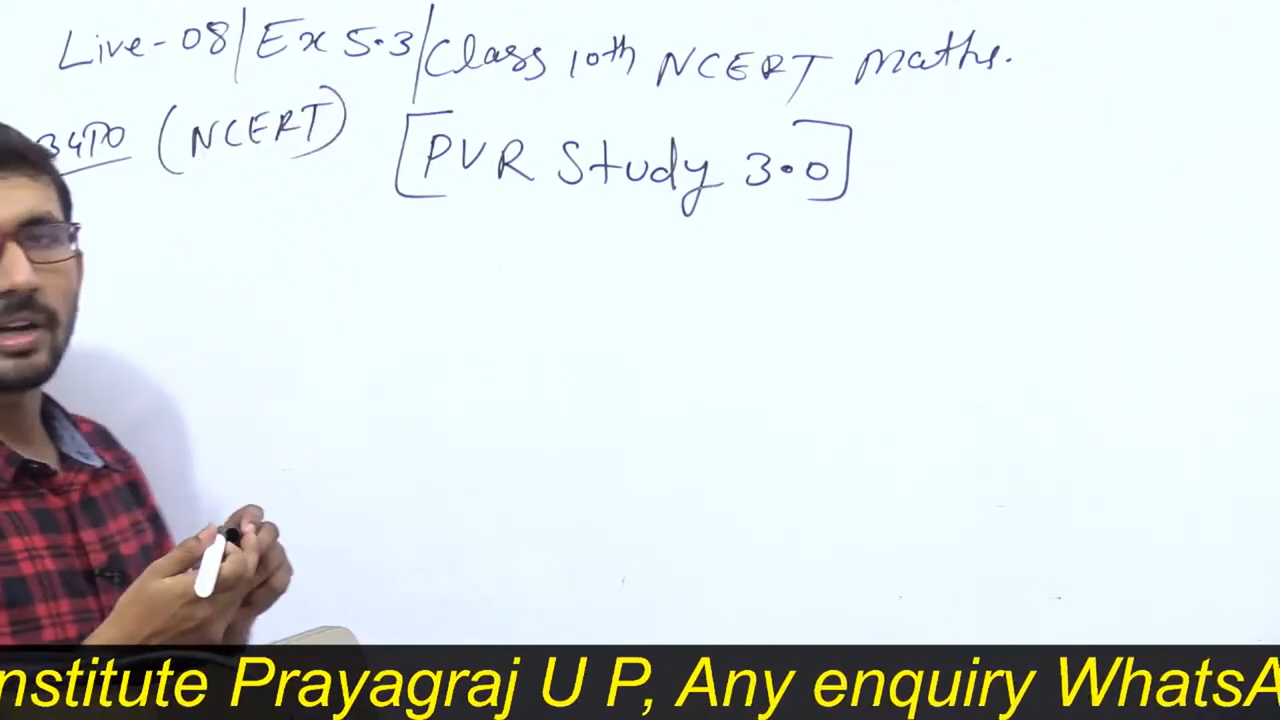 Live-08/Ex 5.3/Class 10th NCERT Maths.
(NCERT) [PVR Study 3.0]
nstitute Prayagraj U P, Any enquiry WhatsA